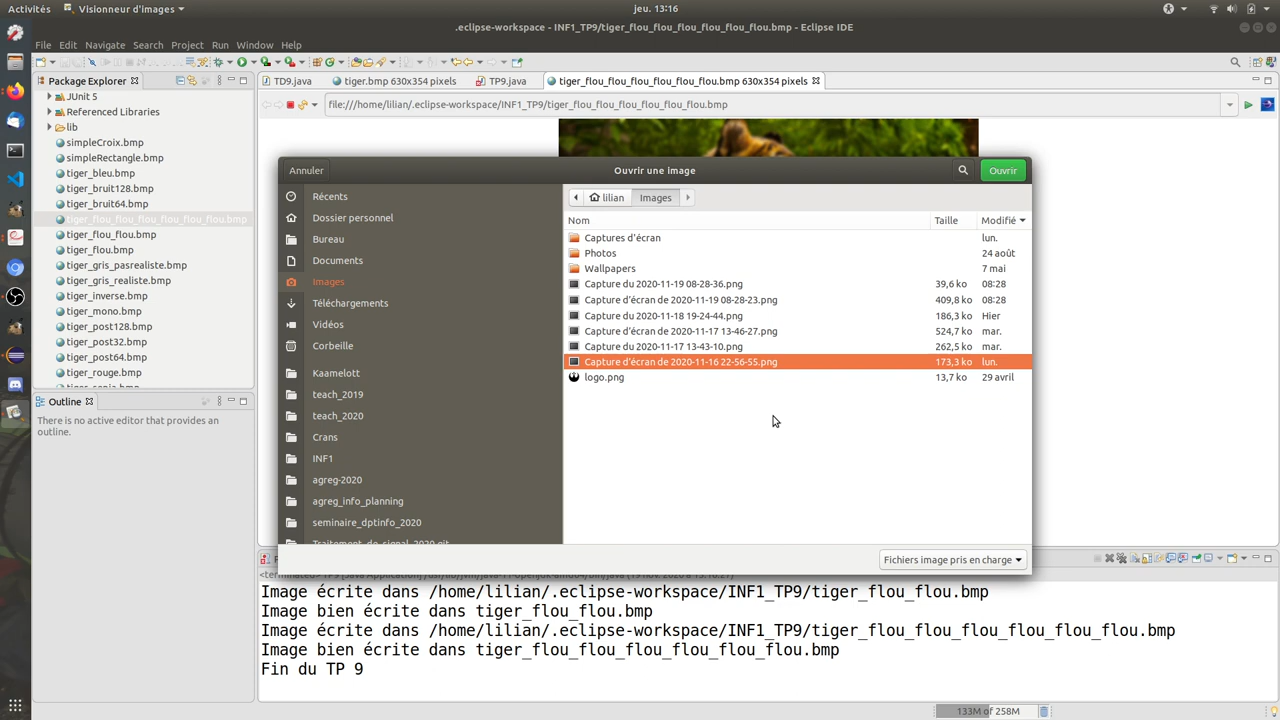 Activités
Visionneur d'images
jeu. 13:16
.eclipse-workspace - INF1_TP9/tiger_flou_flou_flou_flou_flou_flou.bmp - Eclipse IDE
File Edit Navigate Search Project Run Window Help
Package Explorer
TD9.java
tiger.bmp 630x354 pixels
TP9.java
tiger_flou_flou_flou_flou_flou_flou.bmp 630x354 pixels
file:///home/lilian/.eclipse-workspace/INF1_TP9/tiger_flou_flou_flou_flou_flou_flou.bmp
JUnit 5
Referenced Libraries
lib
simpleCroix.bmp
simpleRectangle.bmp
tiger_bleu.bmp
tiger_bruit128.bmp
tiger_bruit64.bmp
tiger_flou_flou_flou_flou_flou_flou.bmp
tiger_flou_flou.bmp
tiger_flou.bmp
tiger_gris_pasrealiste.bmp
tiger_gris_realiste.bmp
tiger_inverse.bmp
tiger_mono.bmp
tiger_post128.bmp
tiger_post32.bmp
tiger_post64.bmp
tiger_rouge.bmp
Outline
There is no active editor that provides an
outline.
Annuler
Ouvrir une image
Ouvrir
Récents
Dossier personnel
Bureau
Documents
Images
Téléchargements
Vidéos
Corbeille
Kaamelott
teach_2019
teach_2020
Crans
INF1
agreg-2020
agreg_info_planning
seminaire_dptinfo_2020
Traitement_de_signal_2020.git
lilian
Images
Nom Taille Modifié
Captures d'écran lun.
Photos 24 août
Wallpapers 7 mai
Capture du 2020-11-19 08-28-36.png 39,6 ko 08:28
Capture d'écran de 2020-11-19 08-28-23.png 409,8 ko 08:28
Capture du 2020-11-18 19-24-44.png 186,3 ko Hier
Capture d'écran de 2020-11-17 13-46-27.png 524,7 ko mar.
Capture du 2020-11-17 13-43-10.png 262,5 ko mar.
Capture d'écran de 2020-11-16 22-56-55.png 173,3 ko lun.
logo.png 13,7 ko 29 avril
Fichiers image pris en charge
Image écrite dans /home/lilian/.eclipse-workspace/INF1_TP9/tiger_flou_flou.bmp
Image bien écrite dans tiger_flou_flou.bmp
Image écrite dans /home/lilian/.eclipse-workspace/INF1_TP9/tiger_flou_flou_flou_flou_flou_flou.bmp
Image bien écrite dans tiger_flou_flou_flou_flou_flou_flou.bmp
Fin du TP 9
133M of 258M